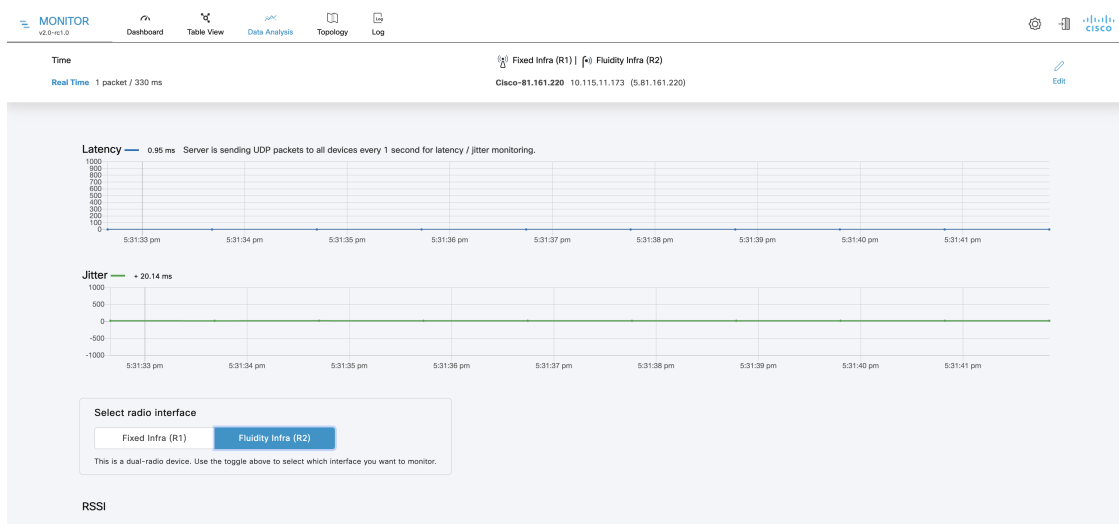 MONITOR
v2.0-rc1.0
Dashboard
Table View
Data Analysis
Topology
Log
Log
CISCO
Time
Fixed Infra (R1) | Fluidity Infra (R2)
Real Time 1 packet / 330 ms
Cisco-81.161.220 10.115.11.173 (5.81.161.220)
Edit
Latency 0.95 ms Server is sending UDP packets to all devices every 1 second for latency / jitter monitoring.
1000
900
800
700
600
500
400
300
200
100
0
5:31:33 pm 5:31:34 pm 5:31:35 pm 5:31:36 pm 5:31:37 pm 5:31:38 pm 5:31:39 pm 5:31:40 pm 5:31:41 pm
Jitter + 20.14 ms
1000
500
0
-500
-1000
5:31:33 pm 5:31:34 pm 5:31:35 pm 5:31:36 pm 5:31:37 pm 5:31:38 pm 5:31:39 pm 5:31:40 pm 5:31:41 pm
Select radio interface
Fixed Infra (R1) Fluidity Infra (R2)
This is a dual-radio device. Use the toggle above to select which interface you want to monitor.
RSSI